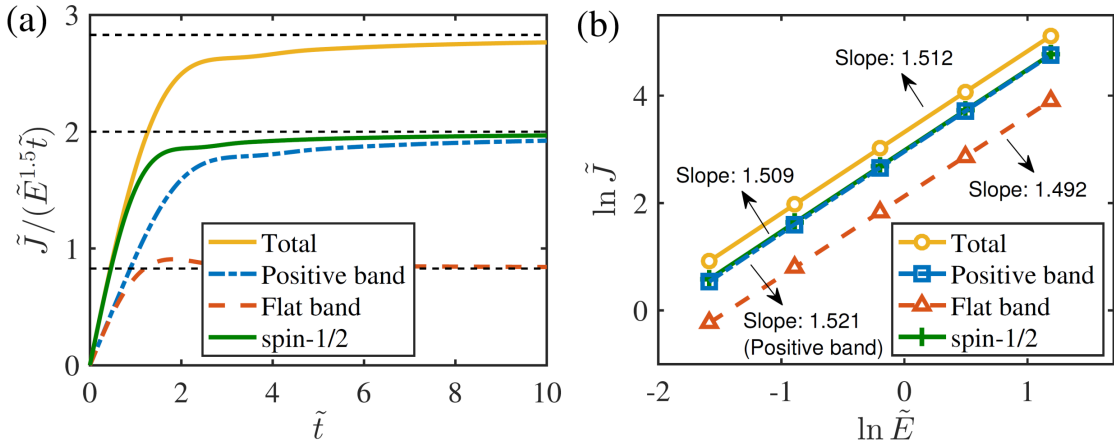 (a)
3
2
1
0
J̃/(Ẽ^1.5 t̃)
Total
Positive band
Flat band
spin-1/2
0 2 4 6 8 10
t̃
(b)
4
2
0
ln J̃
Slope: 1.512
Slope: 1.509
Slope: 1.492
Slope: 1.521
(Positive band)
Total
Positive band
Flat band
spin-1/2
-2 -1 0 1
ln Ẽ